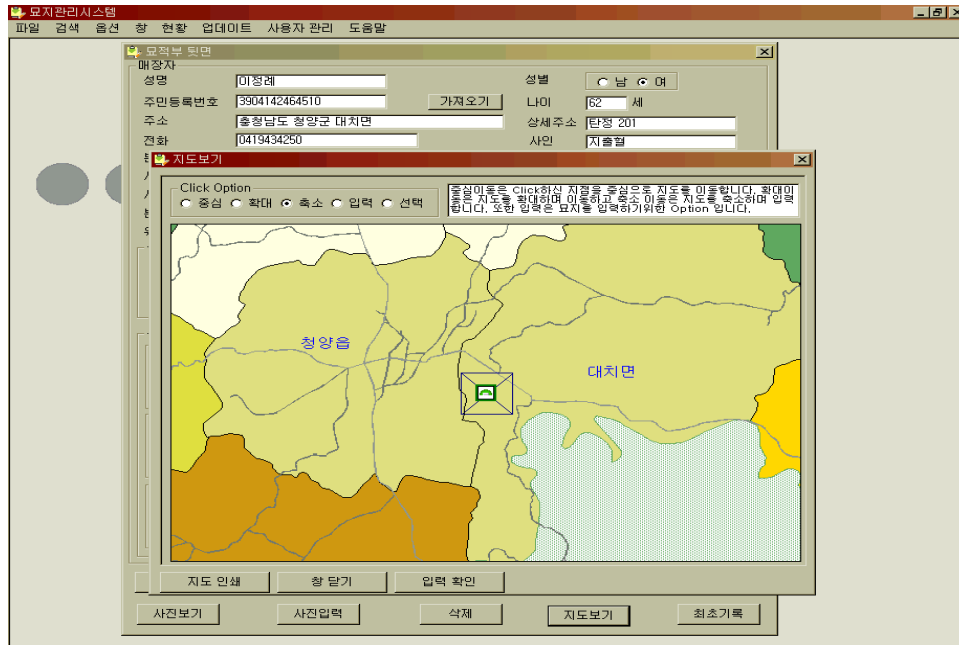 묘지관리시스템
파일 검색 옵션 창 현황 업데이트 사용자 관리 도움말
묘적부 뒷면
매장자
성명 이정례 성별 남 여
주민등록번호 3904142464510 가져오기 나이 62 세
주소 충청남도 청양군 대치면 상세주소 탄정 201
전화 0419434250 사인 지출혈
지도보기
Click Option
중심 확대 축소 입력 선택
중심이동은 Click하신 지점을 중심으로 지도를 이동합니다. 확대이
동은 지도를 확대하며 이동하고 축소 이동은 지도를 축소하며 입력
합니다. 또한 입력은 묘지를 입력하기위한 Option 입니다.
청양읍
대치면
지도 인쇄 창 닫기 입력 확인
사진보기 사진입력 삭제 지도보기 최초기록